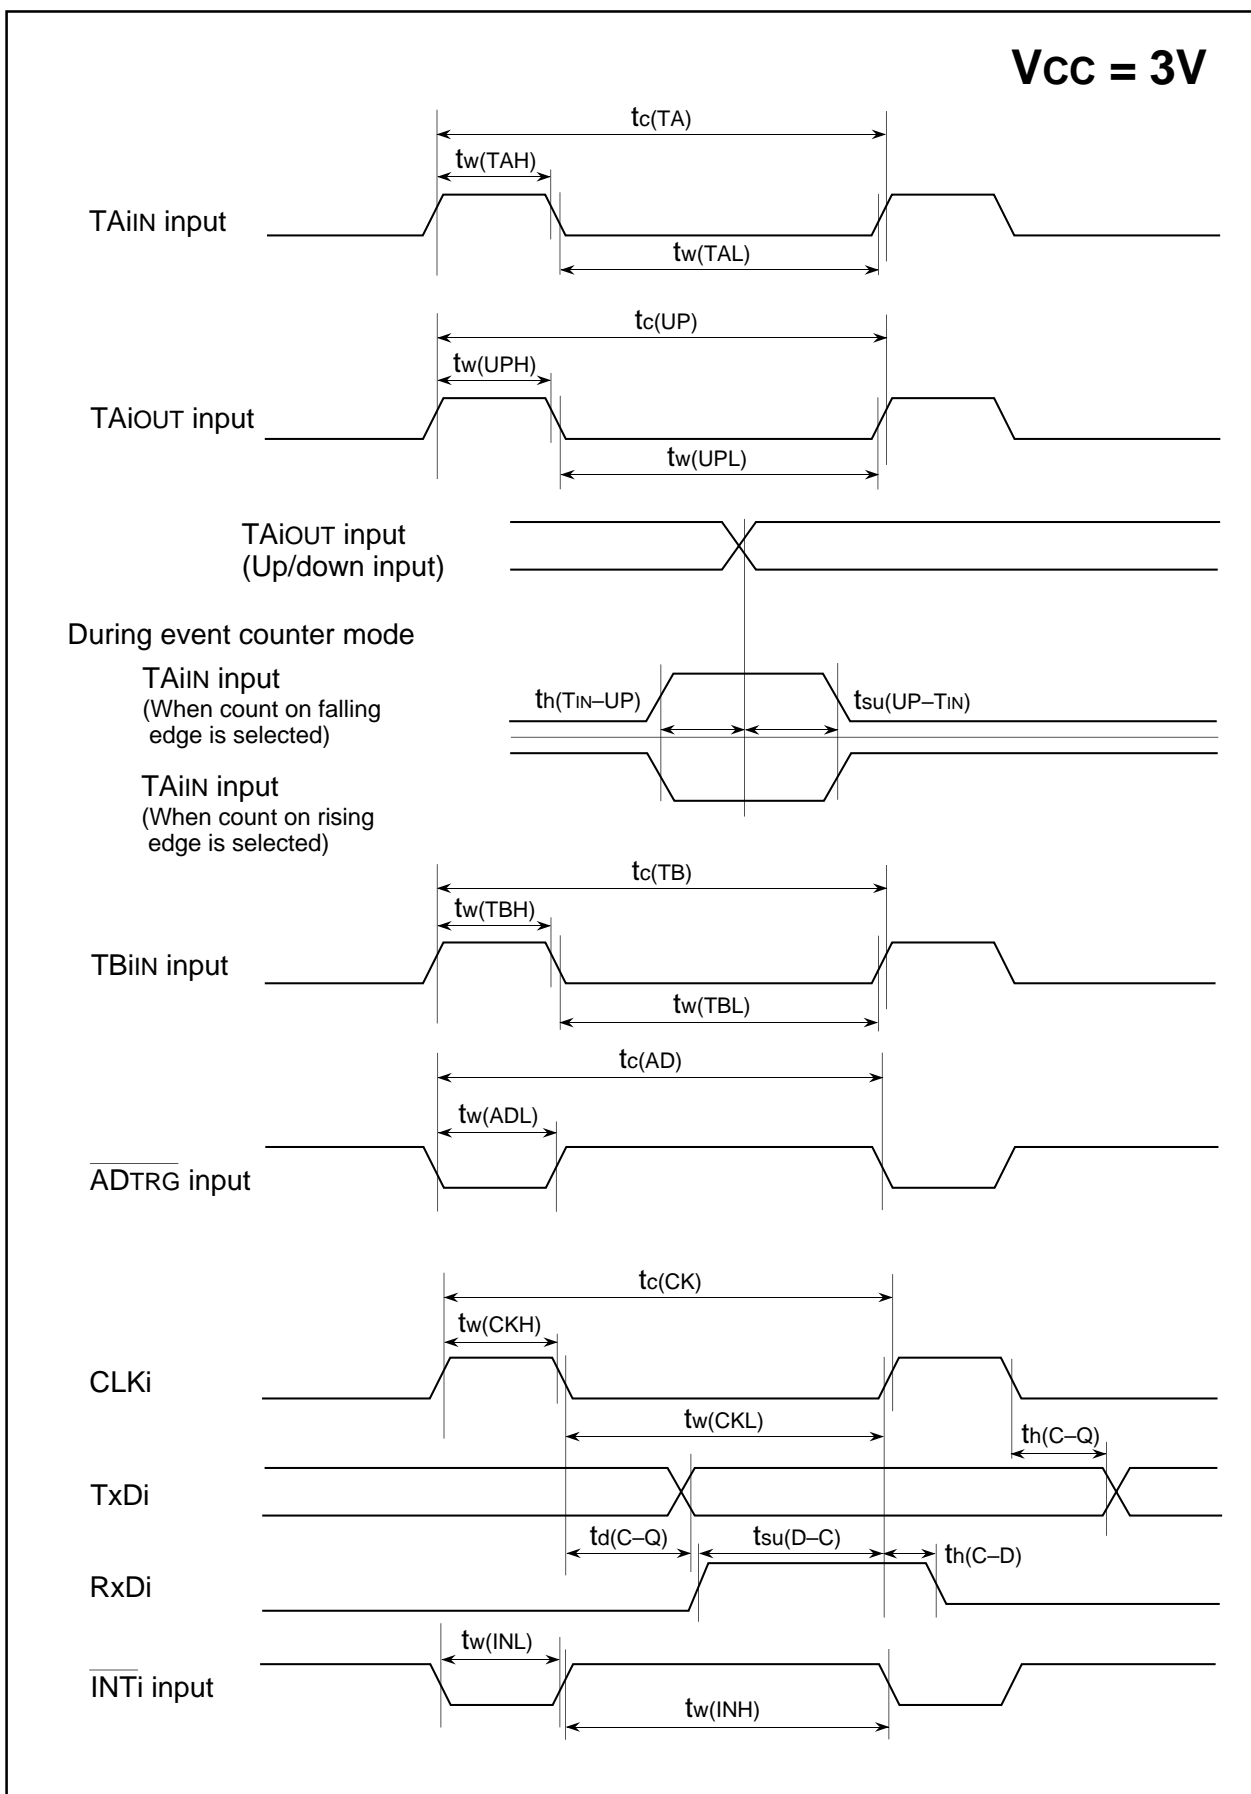 VCC = 3V
tc(TA)
tw(TAH)
TAiIN input
tw(TAL)
tc(UP)
tw(UPH)
TAiOUT input
tw(UPL)
TAiOUT input
(Up/down input)
During event counter mode
TAiIN input
(When count on falling
edge is selected)
th(TIN–UP)
tsu(UP–TIN)
TAiIN input
(When count on rising
edge is selected)
tc(TB)
tw(TBH)
TBiIN input
tw(TBL)
tc(AD)
tw(ADL)
ADTRG input
tc(CK)
tw(CKH)
CLKi
tw(CKL)
th(C–Q)
TxDi
td(C–Q)
tsu(D–C)
th(C–D)
RxDi
tw(INL)
INTi input
tw(INH)